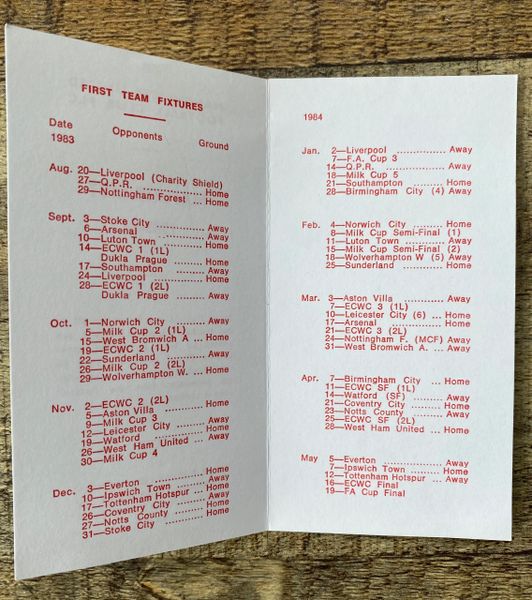 FIRST TEAM FIXTURES
Date Opponents Ground
1983
Aug. 20—Liverpool (Charity Shield)
27—Q.P.R. ................ Home
29—Nottingham Forest ... Home
Sept. 3—Stoke City ............ Away
6—Arsenal ................ Away
10—Luton Town ........... Home
14—ECWC 1 (1L)
Dukla Prague ........ Home
17—Southampton ......... Away
24—Liverpool ............. Home
28—ECWC 1 (2L)
Dukla Prague ........ Away
Oct. 1—Norwich City ......... Away
5—Milk Cup 2 (1L)
15—West Bromwich A ... Home
19—ECWC 2 (1L)
22—Sunderland ........... Away
26—Milk Cup 2 (2L)
29—Wolverhampton W. ... Home
Nov. 2—ECWC 2 (2L)
5—Aston Villa ............ Home
9—Milk Cup 3
12—Leicester City ....... Away
19—Watford .............. Home
26—West Ham United ... Away
30—Milk Cup 4
Dec. 3—Everton ............... Home
10—Ipswich Town ........ Away
17—Tottenham Hotspur ... Home
26—Coventry City ......... Away
27—Notts County ......... Home
31—Stoke City ............. Home
1984
Jan. 2—Liverpool .............. Away
7—F.A. Cup 3
14—Q.P.R. ................. Away
18—Milk Cup 5
21—Southampton ......... Home
28—Birmingham City (4) Away
Feb. 4—Norwich City ......... Home
8—Milk Cup Semi-Final (1)
11—Luton Town ........... Away
15—Milk Cup Semi-Final (2)
18—Wolverhampton W (5) Away
25—Sunderland ........... Home
Mar. 3—Aston Villa ............ Away
7—ECWC 3 (1L)
10—Leicester City (6) ... Home
17—Arsenal ............... Home
21—ECWC 3 (2L)
24—Nottingham F. (MCF) Away
31—West Bromwich A. ... Away
Apr. 7—Birmingham City ..... Home
11—ECWC SF (1L)
14—Watford (SF) ......... Away
21—Coventry City ........ Home
23—Notts County ........ Away
25—ECWC SF (2L)
28—West Ham United ... Home
May 5—Everton ................ Away
7—Ipswich Town ......... Home
12—Tottenham Hotspur ... Away
16—ECWC Final
19—FA Cup Final